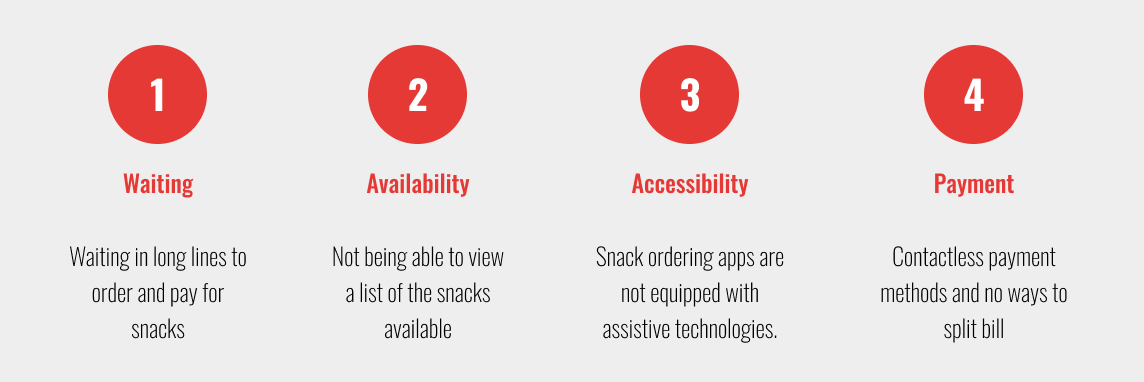 1
Waiting
Waiting in long lines to
order and pay for
snacks
2
Availability
Not being able to view
a list of the snacks
available
3
Accessibility
Snack ordering apps are
not equipped with
assistive technologies.
4
Payment
Contactless payment
methods and no ways to
split bill